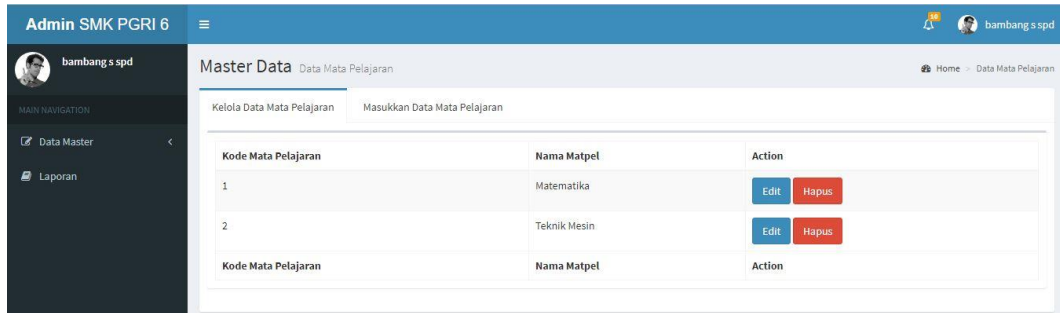 Admin SMK PGRI 6
10
bambang s spd
bambang s spd
Master Data Data Mata Pelajaran
Home > Data Mata Pelajaran
MAIN NAVIGATION
Data Master
Laporan
Kelola Data Mata Pelajaran Masukkan Data Mata Pelajaran
Kode Mata Pelajaran Nama Matpel Action
1 Matematika Edit Hapus
2 Teknik Mesin Edit Hapus
Kode Mata Pelajaran Nama Matpel Action